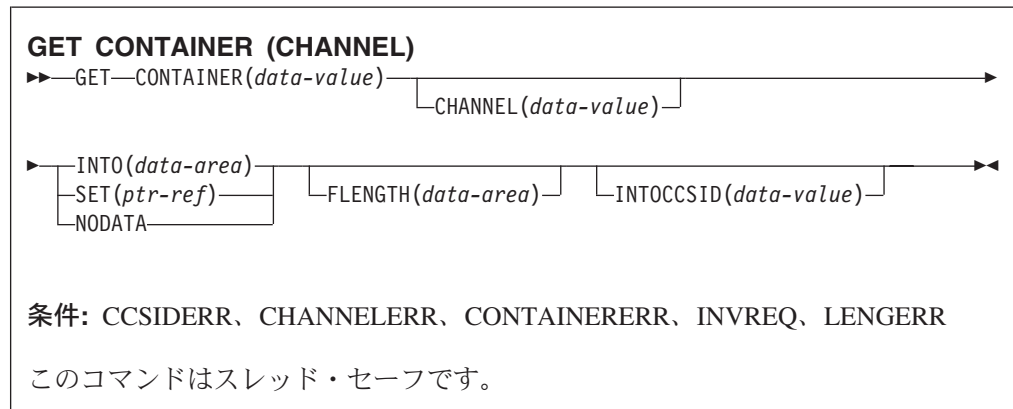 GET CONTAINER (CHANNEL)
GET CONTAINER(data-value)
CHANNEL(data-value)
INTO(data-area)
SET(ptr-ref) FLENGTH(data-area) INTOCCSID(data-value)
NODATA
条件: CCSIDERR、CHANNELERR、CONTAINERERR、INVREQ、LENGERR
このコマンドはスレッド・セーフです。